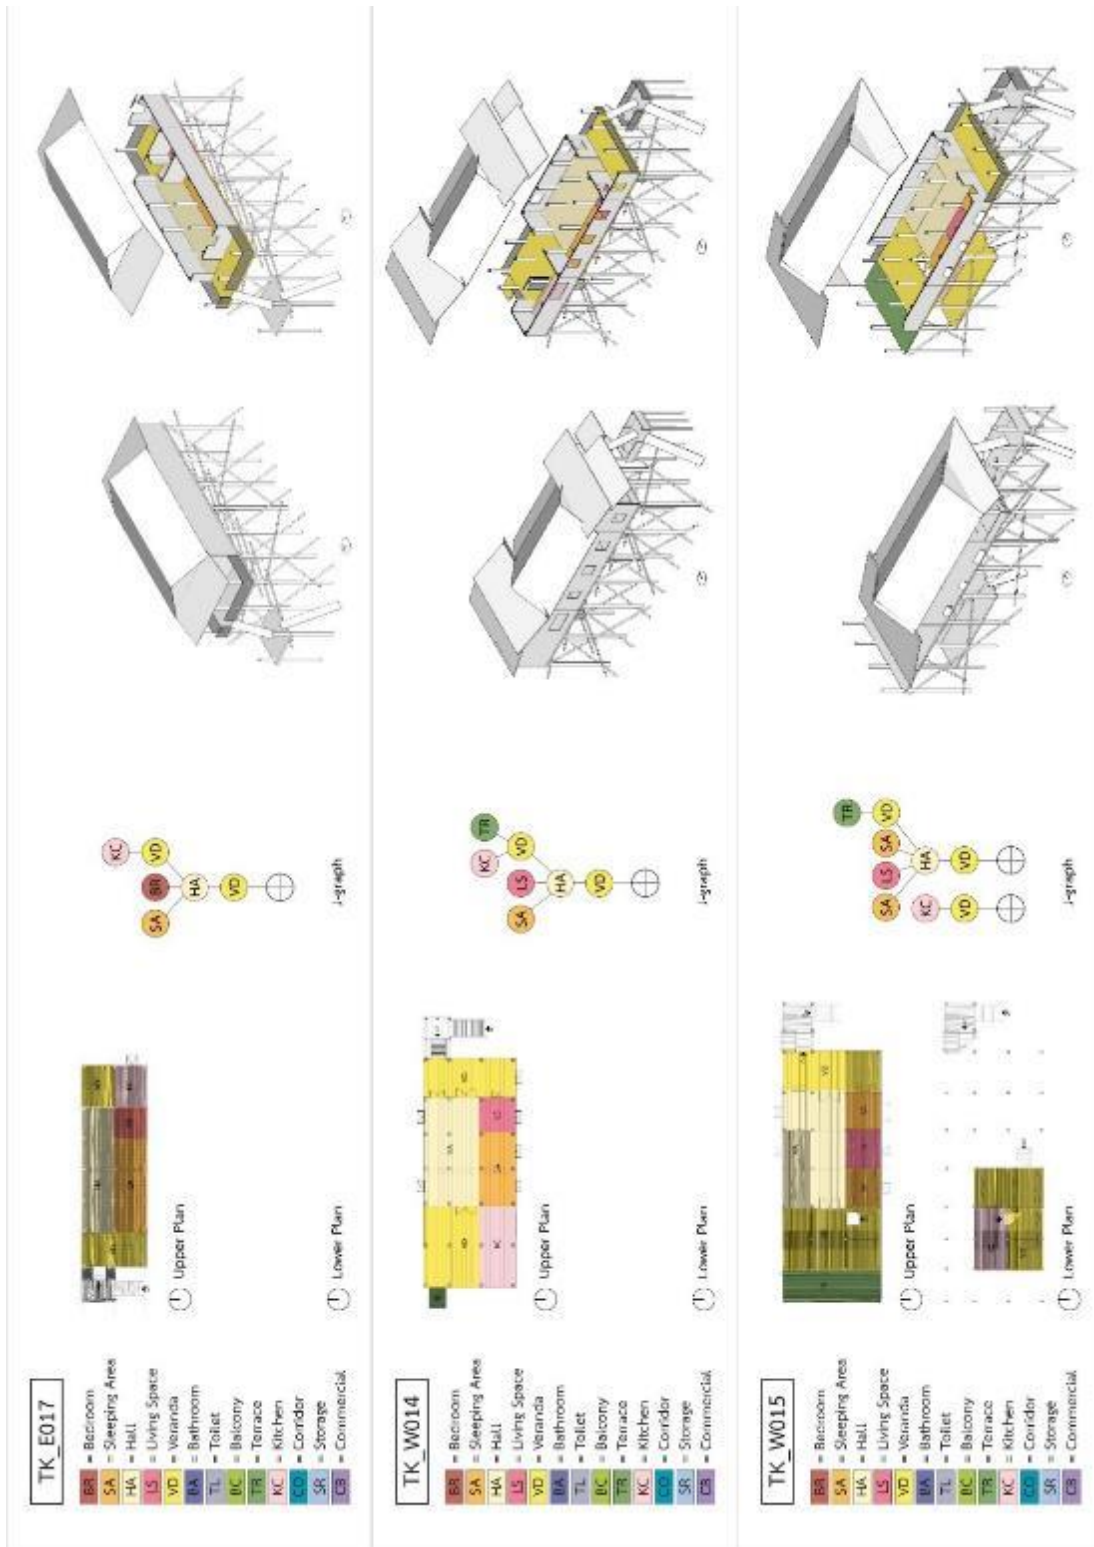 TK_E017
BR = Bedroom
SA = Sleeping Area
HA = Hall
LS = Living Space
VD = Veranda
BA = Bathroom
TL = Toilet
BC = Balcony
TR = Terrace
KC = Kitchen
CO = Corridor
SR = Storage
CB = Commercial
Upper Plan
Lower Plan
KC
SA BR VD
HA
VD
J-graph
TK_W014
BR = Bedroom
SA = Sleeping Area
HA = Hall
LS = Living Space
VD = Veranda
BA = Bathroom
TL = Toilet
BC = Balcony
TR = Terrace
KC = Kitchen
CO = Corridor
SR = Storage
CB = Commercial
KC
Upper Plan
Lower Plan
KC TR
SA LS VD
HA
VD
J-graph
TK_W015
BR = Bedroom
SA = Sleeping Area
HA = Hall
LS = Living Space
VD = Veranda
BA = Bathroom
TL = Toilet
BC = Balcony
TR = Terrace
KC = Kitchen
CO = Corridor
SR = Storage
CB = Commercial
Upper Plan
Lower Plan
TR
SA LS SA VD
KC HA
VD VD
J-graph